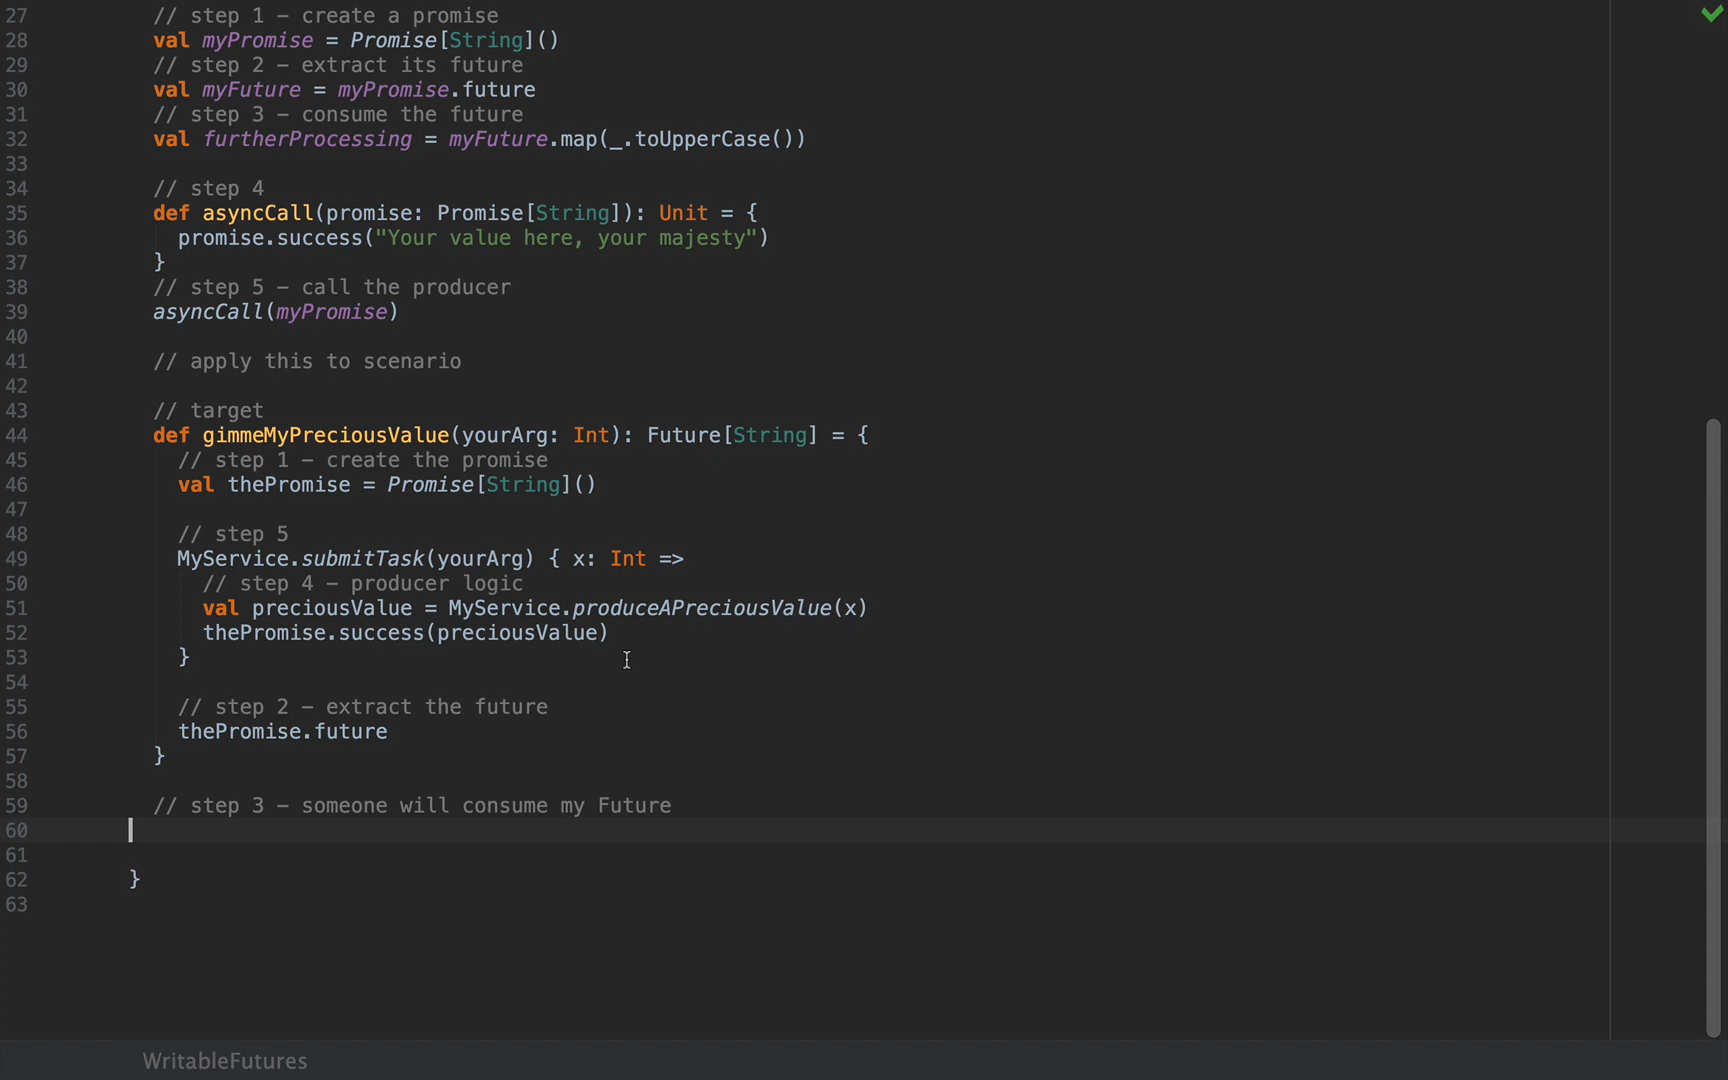 27 // step 1 – create a promise
28 val myPromise = Promise[String]()
29 // step 2 – extract its future
30 val myFuture = myPromise.future
31 // step 3 – consume the future
32 val furtherProcessing = myFuture.map(_.toUpperCase())
33
34 // step 4
35 def asyncCall(promise: Promise[String]): Unit = {
36 promise.success("Your value here, your majesty")
37 }
38 // step 5 – call the producer
39 asyncCall(myPromise)
40
41 // apply this to scenario
42
43 // target
44 def gimmeMyPreciousValue(yourArg: Int): Future[String] = {
45 // step 1 – create the promise
46 val thePromise = Promise[String]()
47
48 // step 5
49 MyService.submitTask(yourArg) { x: Int =>
50 // step 4 – producer logic
51 val preciousValue = MyService.produceAPreciousValue(x)
52 thePromise.success(preciousValue)
53 }
54
55 // step 2 – extract the future
56 thePromise.future
57 }
58
59 // step 3 – someone will consume my Future
60
61
62 }
63
WritableFutures